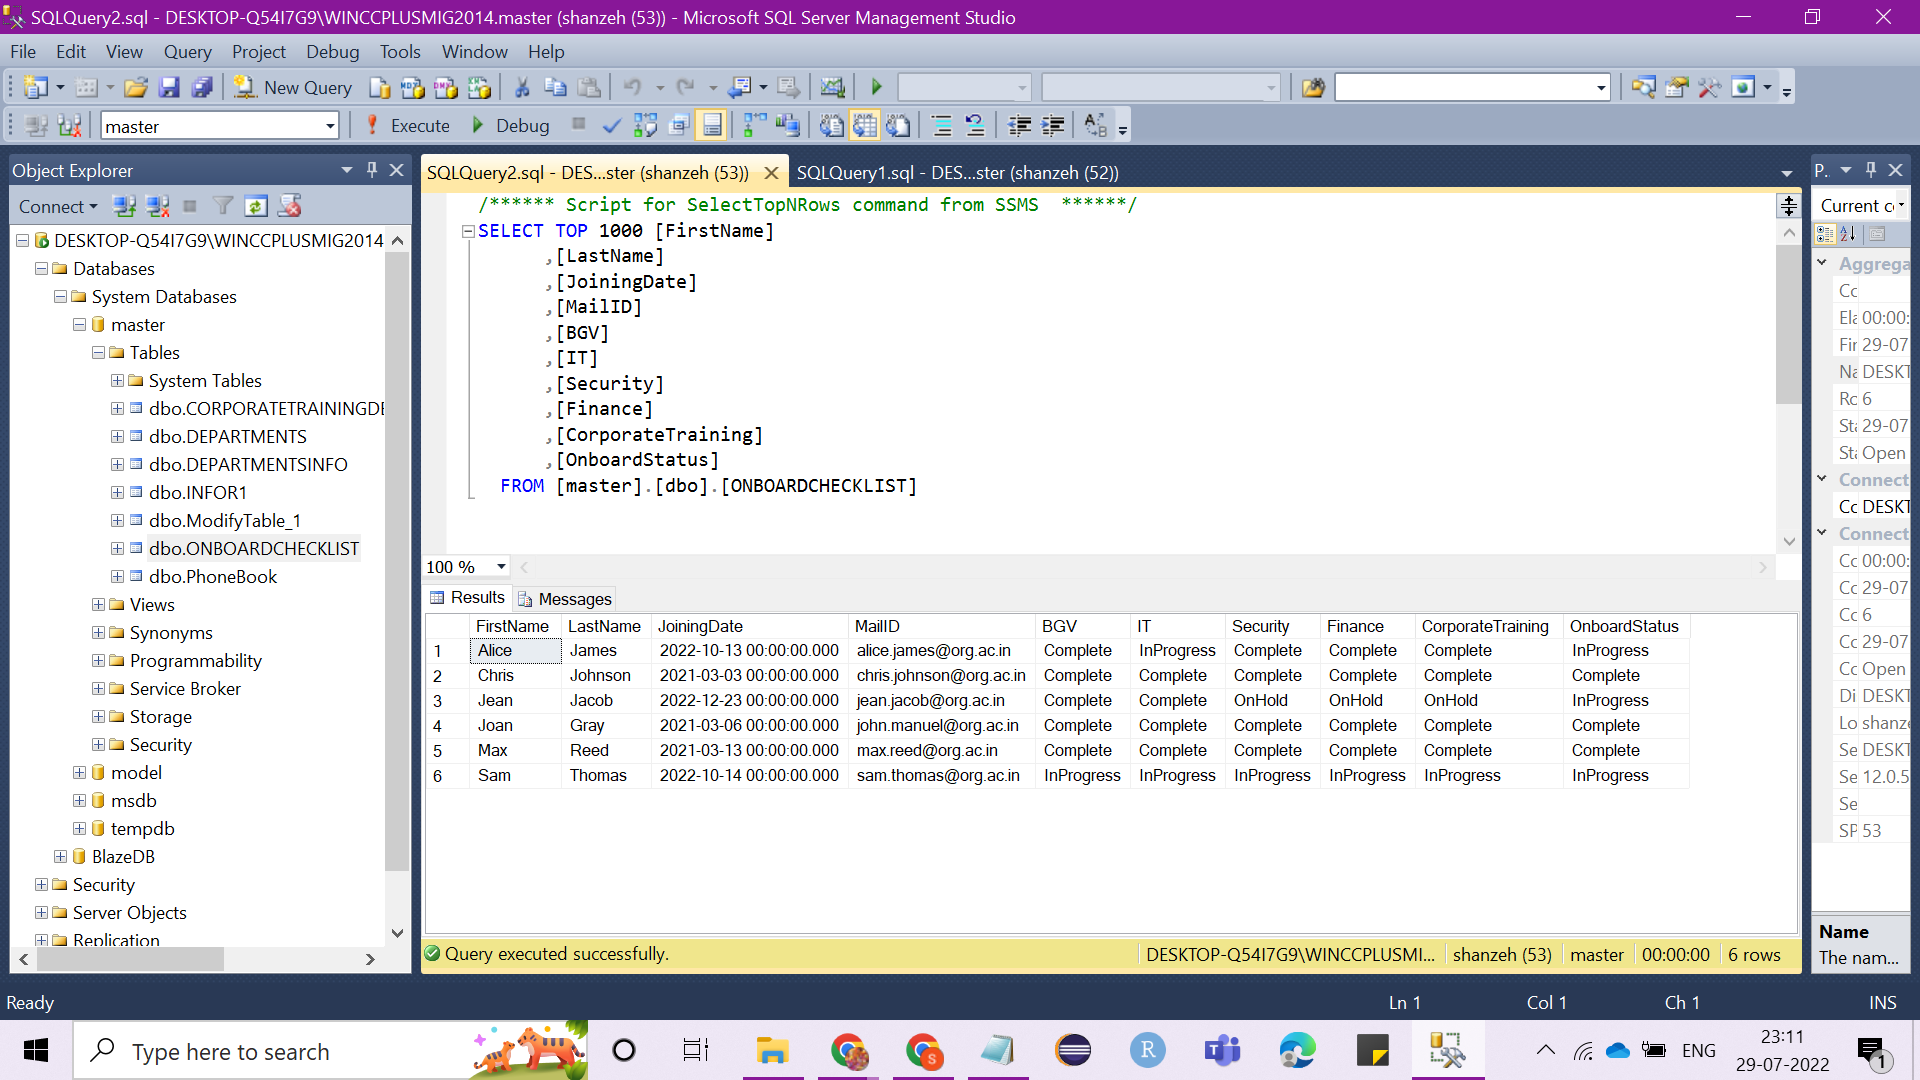 SQLQuery2.sql - DESKTOP-Q54I7G9\WINCCPLUSMIG2014.master (shanzeh (53)) - Microsoft SQL Server Management Studio
File Edit View Query Project Debug Tools Window Help
New Query
master Execute Debug
Object Explorer
Connect
DESKTOP-Q54I7G9\WINCCPLUSMIG2014
Databases
System Databases
master
Tables
System Tables
dbo.CORPORATETRAININGDE
dbo.DEPARTMENTS
dbo.DEPARTMENTSINFO
dbo.INFOR1
dbo.ModifyTable_1
dbo.ONBOARDCHECKLIST
dbo.PhoneBook
Views
Synonyms
Programmability
Service Broker
Storage
Security
model
msdb
tempdb
BlazeDB
Security
Server Objects
Replication
SQLQuery2.sql - DES...ster (shanzeh (53)) SQLQuery1.sql - DES...ster (shanzeh (52))
/****** Script for SelectTopNRows command from SSMS ******/
SELECT TOP 1000 [FirstName]
,[LastName]
,[JoiningDate]
,[MailID]
,[BGV]
,[IT]
,[Security]
,[Finance]
,[CorporateTraining]
,[OnboardStatus]
FROM [master].[dbo].[ONBOARDCHECKLIST]
100 %
Results Messages
FirstName LastName JoiningDate MailID BGV IT Security Finance CorporateTraining OnboardStatus
1 Alice James 2022-10-13 00:00:00.000 alice.james@org.ac.in Complete InProgress Complete Complete Complete InProgress
2 Chris Johnson 2021-03-03 00:00:00.000 chris.johnson@org.ac.in Complete Complete Complete Complete Complete Complete
3 Jean Jacob 2022-12-23 00:00:00.000 jean.jacob@org.ac.in Complete Complete OnHold OnHold OnHold InProgress
4 Joan Gray 2021-03-06 00:00:00.000 john.manuel@org.ac.in Complete Complete Complete Complete Complete Complete
5 Max Reed 2021-03-13 00:00:00.000 max.reed@org.ac.in Complete Complete Complete Complete Complete Complete
6 Sam Thomas 2022-10-14 00:00:00.000 sam.thomas@org.ac.in InProgress InProgress InProgress InProgress InProgress InProgress
Query executed successfully. DESKTOP-Q54I7G9\WINCCPLUSMI... shanzeh (53) master 00:00:00 6 rows
P.
Current c
Aggrega
Cc
Ela 00:00:
Fir 29-07
Na DESKT
Rc 6
Sta 29-07
Sta Open
Connect
Cc DESKT
Connect
Cc 00:00:
Cc 29-07
Cc 6
Cc 29-07
Cc Open
Di DESKT
Lo shanz
Se DESKT
Se 12.0.5
Se
SP 53
Name
The nam...
Ready Ln 1 Col 1 Ch 1 INS
Type here to search
ENG
23:11
29-07-2022
1